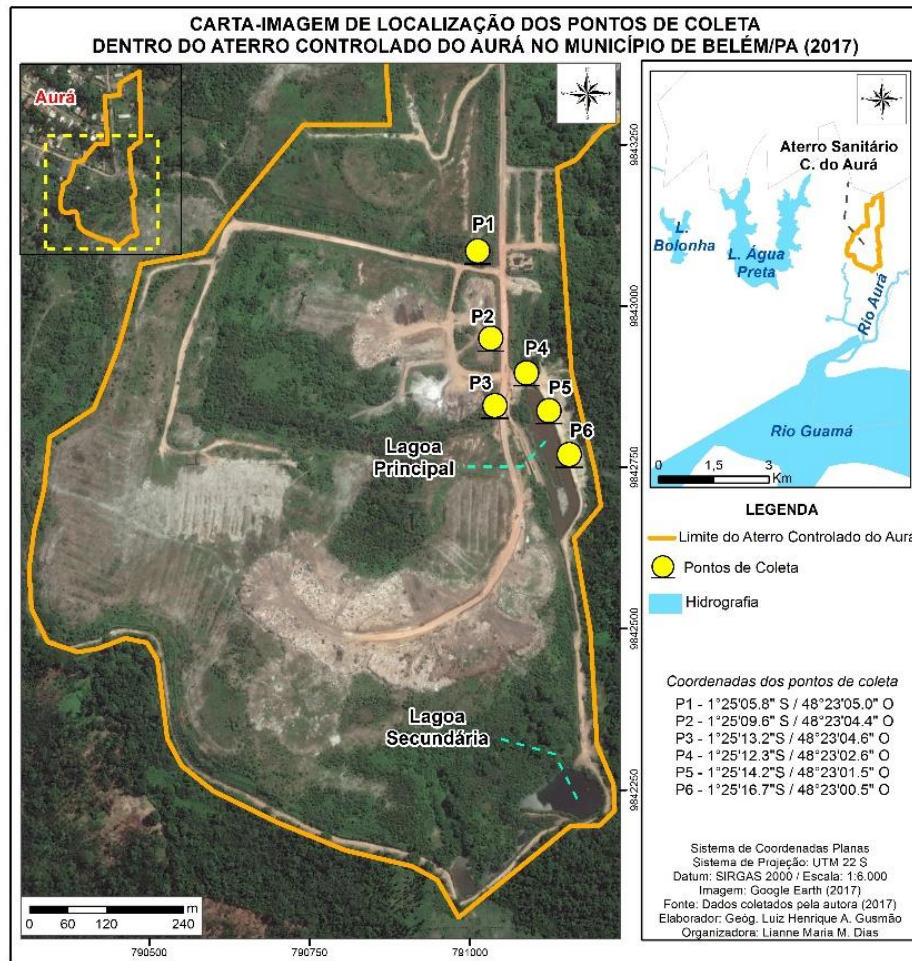 CARTA-IMAGEM DE LOCALIZAÇÃO DOS PONTOS DE COLETA
DENTRO DO ATERRO CONTROLADO DO AURÁ NO MUNICÍPIO DE BELÉM/PA (2017)
Aurá
P1
P2
P4
P3
P5
P6
Lagoa
Principal
Lagoa
Secundária
9843250
9843000
9842750
9842500
9842250
0 60 120 180 240 m
790500 790750 791000
Aterro Sanitário
C. do Aurá
L.
Bolonha
L. Água
Preta
Rio Aurá
Rio Guamá
0 1,5 3
Km
LEGENDA
Limite do Aterro Controlado do Aurá
Pontos de Coleta
Hidrografia
Coordenadas dos pontos de coleta
P1 - 1°25'05.8" S / 48°23'05.0" O
P2 - 1°25'09.6" S / 48°23'04.4" O
P3 - 1°25'13.2"S / 48°23'04.6" O
P4 - 1°25'12.3"S / 48°23'02.6" O
P5 - 1°25'14.2"S / 48°23'01.5" O
P6 - 1°25'16.7"S / 48°23'00.5" O
Sistema de Coordenadas Planas
Sistema de Projeção: UTM 22 S
Datum: SIRGAS 2000 / Escala: 1:6.000
Imagem: Google Earth (2017)
Fonte: Dados coletados pela autora (2017)
Elaborador: Geóg. Luiz Henrique A. Gusmão
Organizadora: Lianne Maria M. Dias